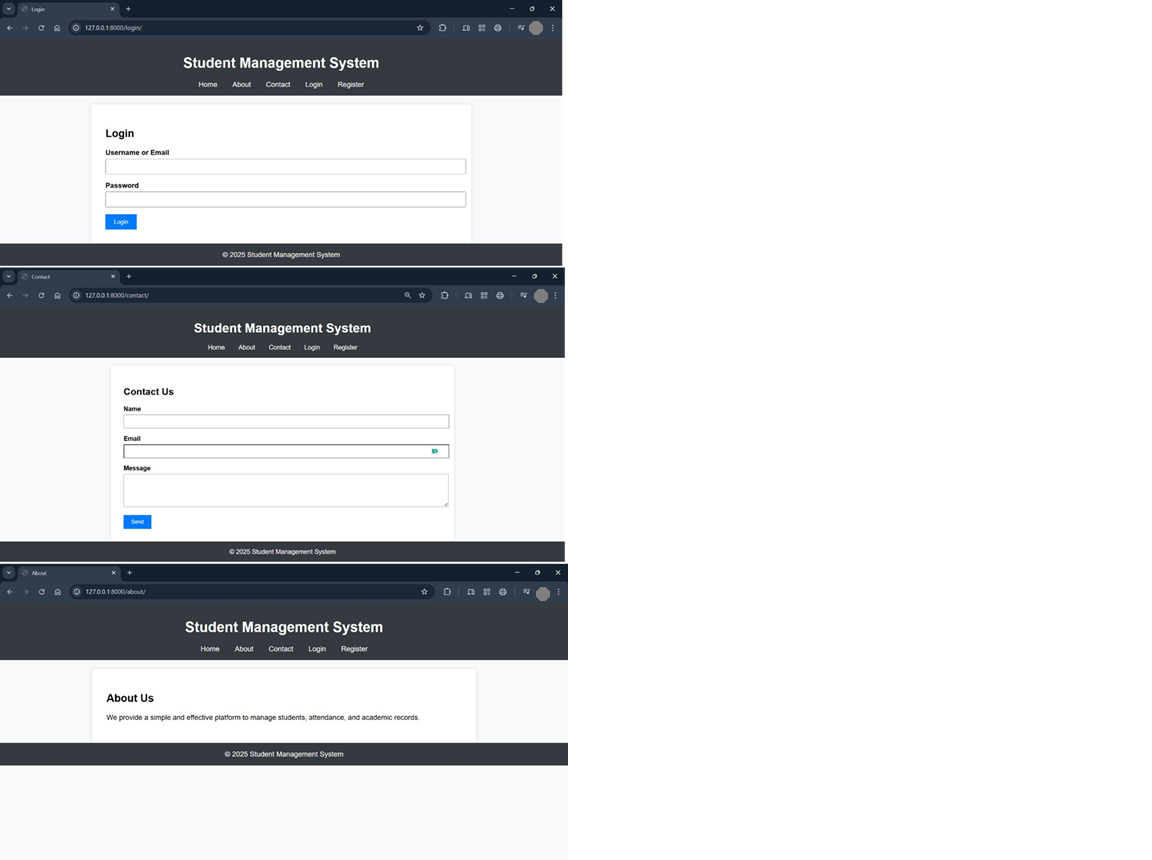 Login
127.0.0.1:8000/login/
Student Management System
Home About Contact Login Register
Login
Username or Email
Password
Login
© 2025 Student Management System
Contact
127.0.0.1:8000/contact/
Student Management System
Home About Contact Login Register
Contact Us
Name
Email
Message
Send
© 2025 Student Management System
About
127.0.0.1:8000/about/
Student Management System
Home About Contact Login Register
About Us
We provide a simple and effective platform to manage students, attendance, and academic records.
© 2025 Student Management System